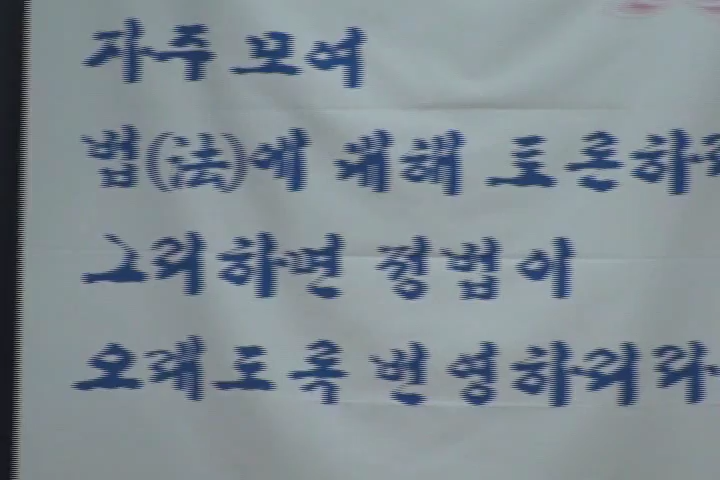 자주 모여
법(法)에 대해 토론하라
그리하면 정법이
오래도록 번영하리라